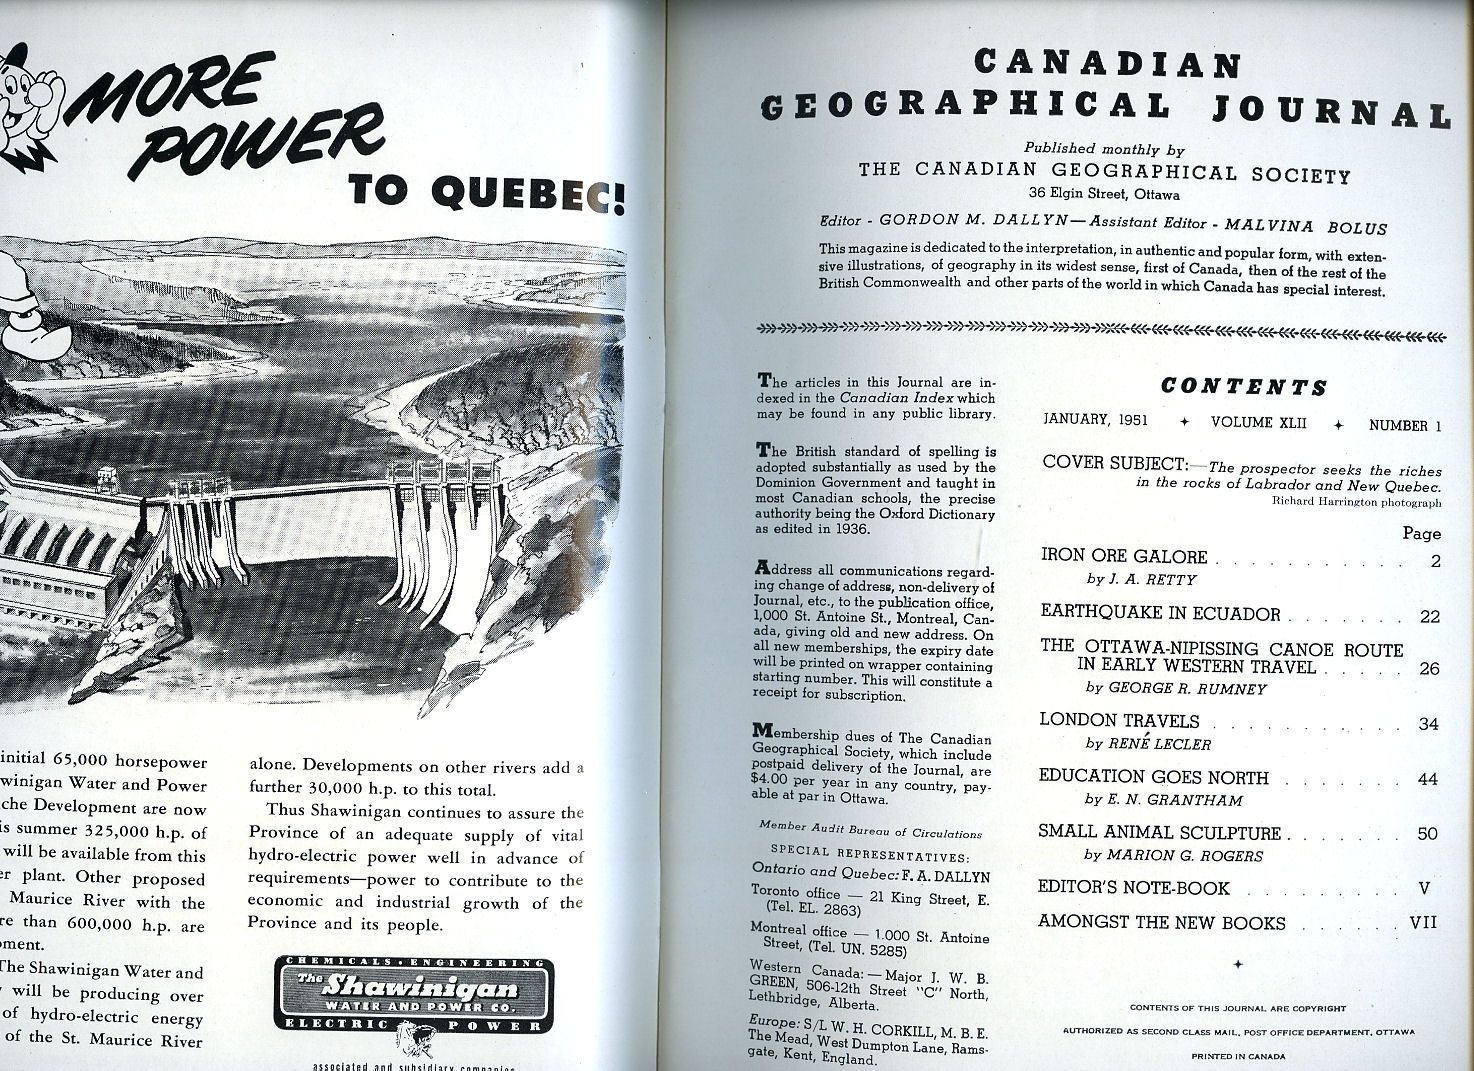 MORE
POWER
TO QUEBEC!
initial 65,000 horsepower
winigan Water and Power
che Development are now
is summer 325,000 h.p. of
will be available from this
er plant. Other proposed
Maurice River with the
re than 600,000 h.p. are
pment.
The Shawinigan Water and
will be producing over
of hydro-electric energy
of the St. Maurice River
alone. Developments on other rivers add a
further 30,000 h.p. to this total.
Thus Shawinigan continues to assure the
Province of an adequate supply of vital
hydro-electric power well in advance of
requirements—power to contribute to the
economic and industrial growth of the
Province and its people.
CHEMICALS • ENGINEERING
The Shawinigan
WATER AND POWER CO.
ELECTRIC POWER
associated and subsidiary companies
CANADIAN
GEOGRAPHICAL JOURNAL
Published monthly by
THE CANADIAN GEOGRAPHICAL SOCIETY
36 Elgin Street, Ottawa
Editor - GORDON M. DALLYN—Assistant Editor - MALVINA BOLUS
This magazine is dedicated to the interpretation, in authentic and popular form, with exten-
sive illustrations, of geography in its widest sense, first of Canada, then of the rest of the
British Commonwealth and other parts of the world in which Canada has special interest.
The articles in this Journal are in-
dexed in the Canadian Index which
may be found in any public library.
The British standard of spelling is
adopted substantially as used by the
Dominion Government and taught in
most Canadian schools, the precise
authority being the Oxford Dictionary
as edited in 1936.
Address all communications regard-
ing change of address, non-delivery of
Journal, etc., to the publication office,
1,000 St. Antoine St., Montreal, Can-
ada, giving old and new address. On
all new memberships, the expiry date
will be printed on wrapper containing
starting number. This will constitute a
receipt for subscription.
Membership dues of The Canadian
Geographical Society, which include
postpaid delivery of the Journal, are
$4.00 per year in any country, pay-
able at par in Ottawa.
Member Audit Bureau of Circulations
SPECIAL REPRESENTATIVES:
Ontario and Quebec: F. A. DALLYN
Toronto office — 21 King Street, E.
(Tel. EL. 2863)
Montreal office — 1.000 St. Antoine
Street, (Tel. UN. 5285)
Western Canada: — Major J. W. B.
GREEN, 506-12th Street "C" North,
Lethbridge, Alberta.
Europe: S/L W. H. CORKILL, M. B. E.
The Mead, West Dumpton Lane, Rams-
gate, Kent, England.
CONTENTS
JANUARY, 1951 ✦ VOLUME XLII ✦ NUMBER 1
COVER SUBJECT:—The prospector seeks the riches
in the rocks of Labrador and New Quebec.
Richard Harrington photograph
Page
IRON ORE GALORE . . . . . . . . . . . . 2
by J. A. RETTY
EARTHQUAKE IN ECUADOR . . . . . . . 22
THE OTTAWA-NIPISSING CANOE ROUTE
IN EARLY WESTERN TRAVEL . . . . . 26
by GEORGE R. RUMNEY
LONDON TRAVELS . . . . . . . . . . . 34
by RENÉ LECLER
EDUCATION GOES NORTH . . . . . . . . 44
by E. N. GRANTHAM
SMALL ANIMAL SCULPTURE . . . . . . . 50
by MARION G. ROGERS
EDITOR'S NOTE-BOOK . . . . . . . . . V
AMONGST THE NEW BOOKS . . . . . . VII
✦
CONTENTS OF THIS JOURNAL ARE COPYRIGHT
AUTHORIZED AS SECOND CLASS MAIL, POST OFFICE DEPARTMENT, OTTAWA
PRINTED IN CANADA